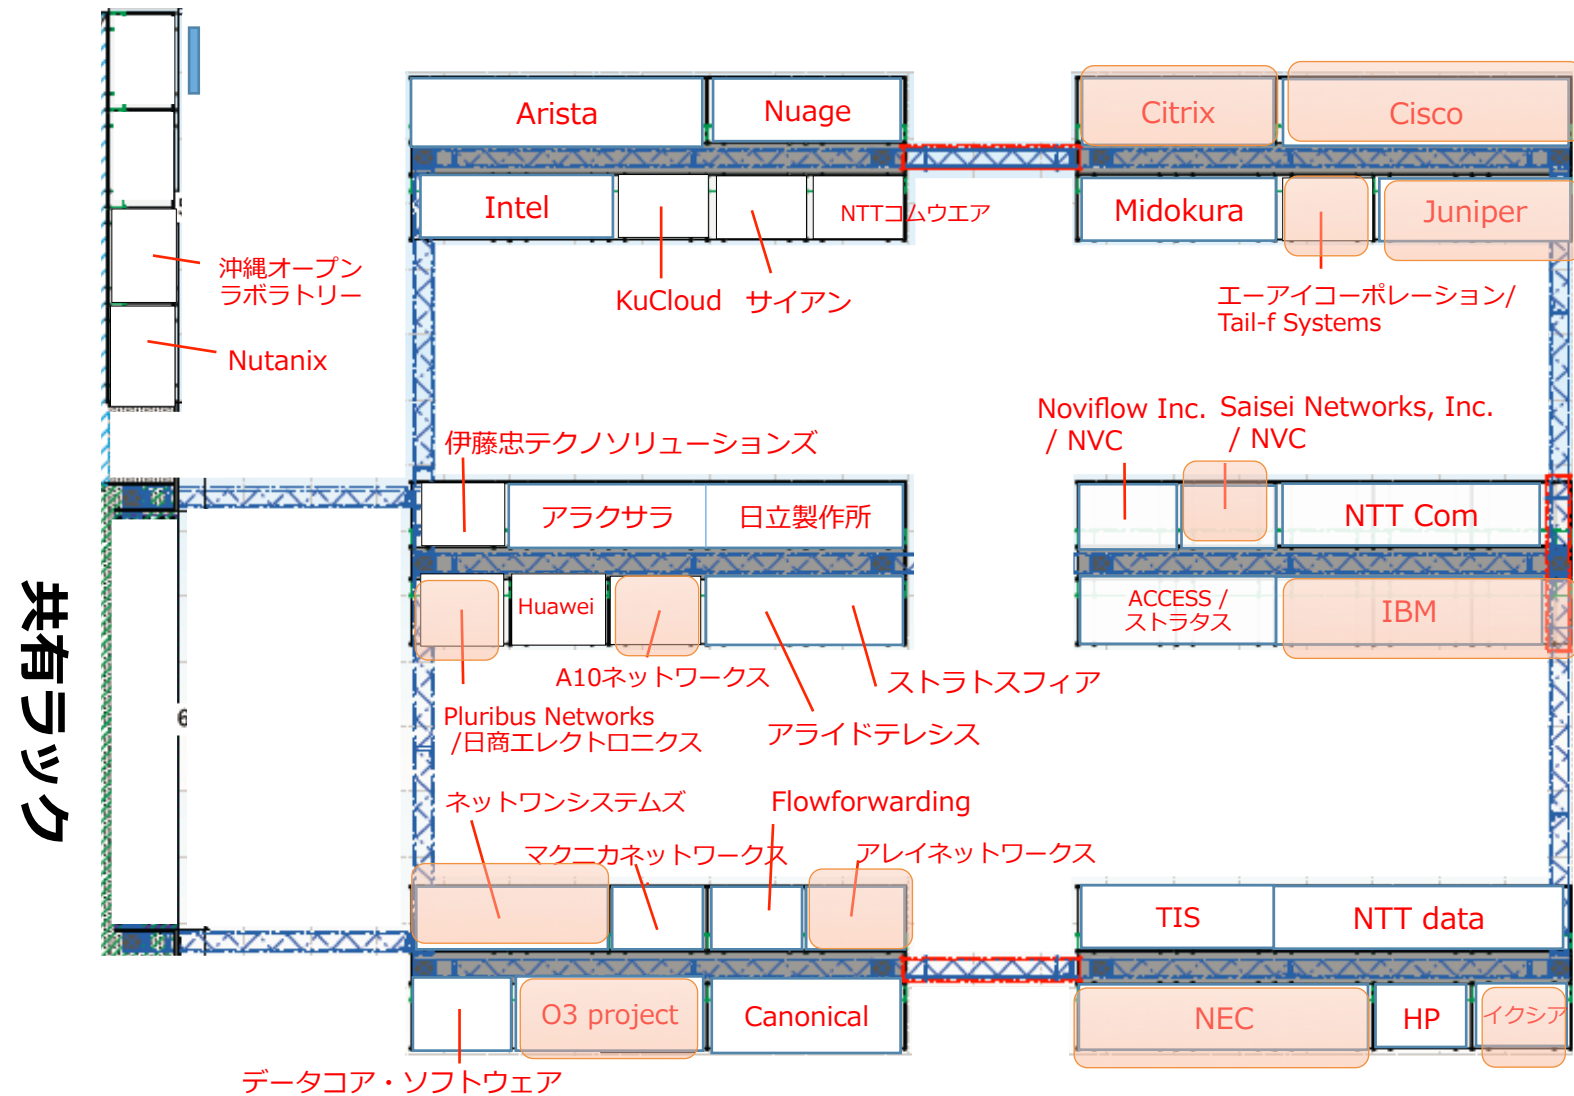 Arista
Nuage
Citrix
Cisco
Intel
NTTコムウエア
Midokura
Juniper
沖縄オープン
ラボラトリー
KuCloud
サイアン
エーアイコーポレーション/
Tail-f Systems
Nutanix
Noviflow Inc.
/ NVC
Saisei Networks, Inc.
/ NVC
伊藤忠テクノソリューションズ
アラクサラ
日立製作所
NTT Com
共有ラック
Huawei
ACCESS /
ストラタス
IBM
A10ネットワークス
ストラトスフィア
6
Pluribus Networks
/日商エレクトロニクス
アライドテレシス
ネットワンシステムズ
Flowforwarding
マクニカネットワークス
アレイネットワークス
TIS
NTT data
O3 project
Canonical
NEC
HP
イクシア
データコア・ソフトウェア